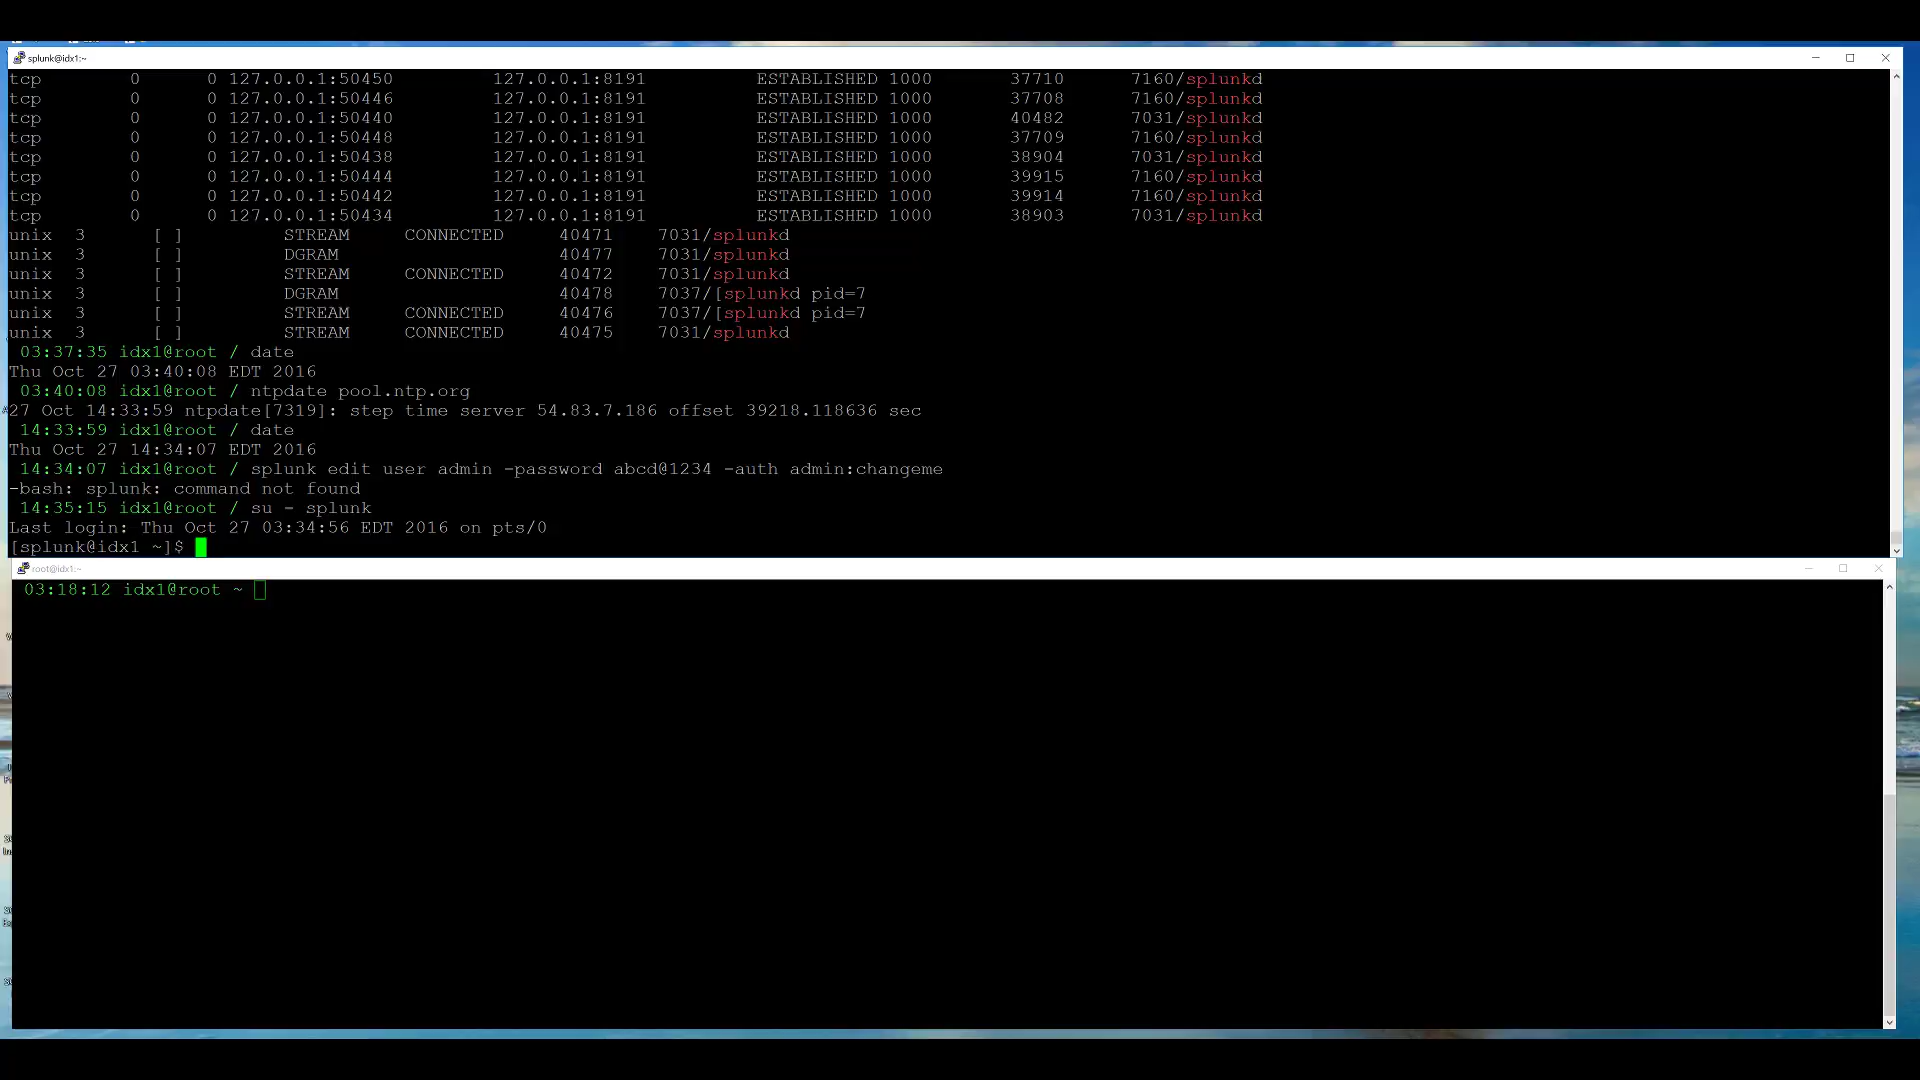 splunk@idx1:~
tcp 0 0 127.0.0.1:50450 127.0.0.1:8191 ESTABLISHED 1000 37710 7160/splunkd
tcp 0 0 127.0.0.1:50446 127.0.0.1:8191 ESTABLISHED 1000 37708 7160/splunkd
tcp 0 0 127.0.0.1:50440 127.0.0.1:8191 ESTABLISHED 1000 40482 7031/splunkd
tcp 0 0 127.0.0.1:50448 127.0.0.1:8191 ESTABLISHED 1000 37709 7160/splunkd
tcp 0 0 127.0.0.1:50438 127.0.0.1:8191 ESTABLISHED 1000 38904 7031/splunkd
tcp 0 0 127.0.0.1:50444 127.0.0.1:8191 ESTABLISHED 1000 39915 7160/splunkd
tcp 0 0 127.0.0.1:50442 127.0.0.1:8191 ESTABLISHED 1000 39914 7160/splunkd
tcp 0 0 127.0.0.1:50434 127.0.0.1:8191 ESTABLISHED 1000 38903 7031/splunkd
unix 3 [ ] STREAM CONNECTED 40471 7031/splunkd
unix 3 [ ] DGRAM 40477 7031/splunkd
unix 3 [ ] STREAM CONNECTED 40472 7031/splunkd
unix 3 [ ] DGRAM 40478 7037/[splunkd pid=7
unix 3 [ ] STREAM CONNECTED 40476 7037/[splunkd pid=7
unix 3 [ ] STREAM CONNECTED 40475 7031/splunkd
03:37:35 idx1@root / date
Thu Oct 27 03:40:08 EDT 2016
03:40:08 idx1@root / ntpdate pool.ntp.org
27 Oct 14:33:59 ntpdate[7319]: step time server 54.83.7.186 offset 39218.118636 sec
14:33:59 idx1@root / date
Thu Oct 27 14:34:07 EDT 2016
14:34:07 idx1@root / splunk edit user admin -password abcd@1234 -auth admin:changeme
-bash: splunk: command not found
14:35:15 idx1@root / su - splunk
Last login: Thu Oct 27 03:34:56 EDT 2016 on pts/0
[splunk@idx1 ~]$
root@idx1:~
03:18:12 idx1@root ~